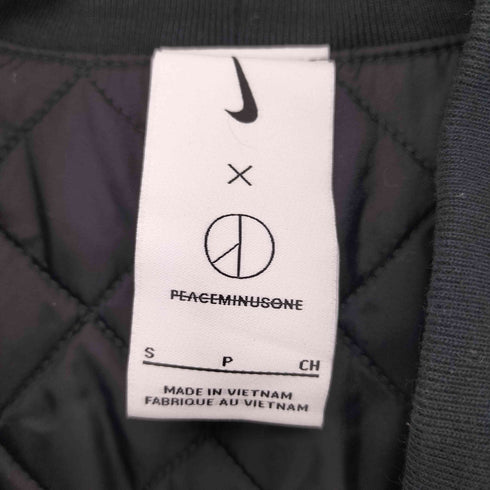 ×
PEACEMINUSONE
S P CH
MADE IN VIETNAM
FABRIQUE AU VIETNAM